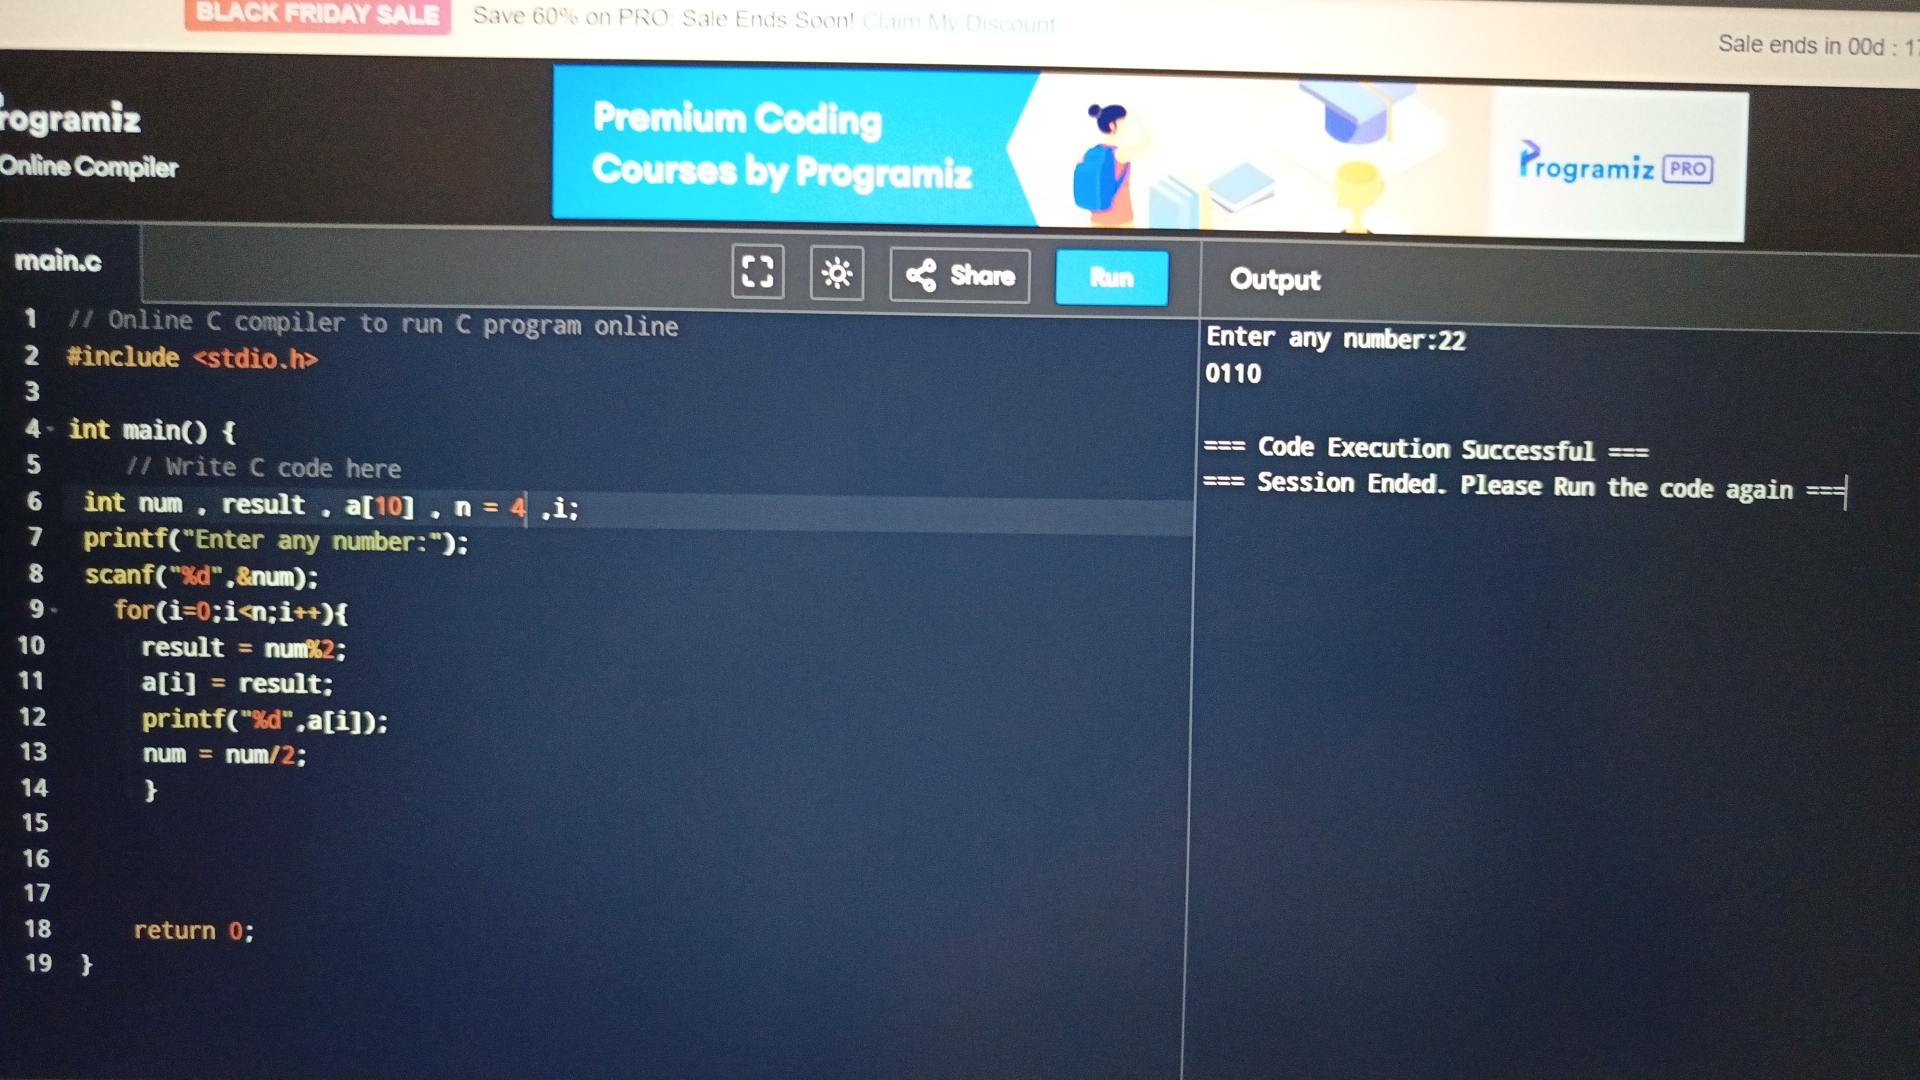 BLACK FRIDAY SALE Save 60% on PRO: Sale Ends Soon! Claim My Discount
Sale ends in 00d :
Programiz
Online Compiler
Premium Coding
Courses by Programiz
Programiz PRO
main.c
Share
Run
Output
1 // Online C compiler to run C program online
2 #include <stdio.h>
3
4 int main() {
5 // Write C code here
6 int num , result , a[10] , n = 4 ,i;
7 printf("Enter any number:");
8 scanf("%d",&num);
9 for(i=0;i<n;i++){
10 result = num%2;
11 a[i] = result;
12 printf("%d",a[i]);
13 num = num/2;
14 }
15
16
17
18 return 0;
19 }
Enter any number:22
0110
=== Code Execution Successful ===
=== Session Ended. Please Run the code again ===